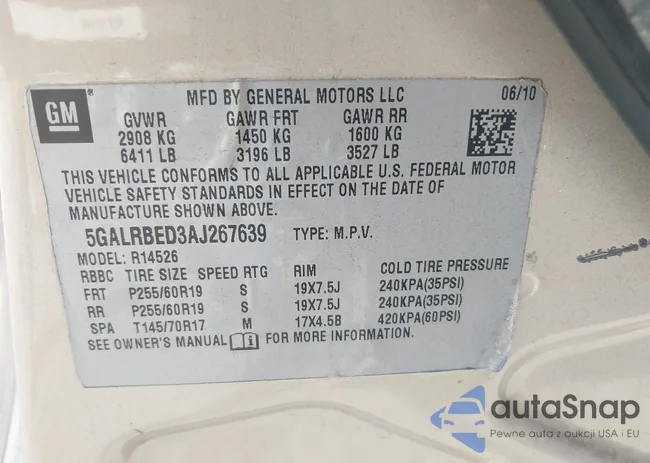 GM ®
MFD BY GENERAL MOTORS LLC 06/10
GVWR GAWR FRT GAWR RR
2908 KG 1450 KG 1600 KG
6411 LB 3196 LB 3527 LB
THIS VEHICLE CONFORMS TO ALL APPLICABLE U.S. FEDERAL MOTOR
VEHICLE SAFETY STANDARDS IN EFFECT ON THE DATE OF
MANUFACTURE SHOWN ABOVE.
5GALRBED3AJ267639 TYPE: M.P.V.
MODEL: R14526
RBBC TIRE SIZE SPEED RTG RIM COLD TIRE PRESSURE
FRT P255/60R19 S 19X7.5J 240KPA(35PSI)
RR P255/60R19 S 19X7.5J 240KPA(35PSI)
SPA T145/70R17 M 17X4.5B 420KPA(60PSI)
SEE OWNER'S MANUAL i FOR MORE INFORMATION.
autoSnap
Pewne auta z aukcji USA i EU